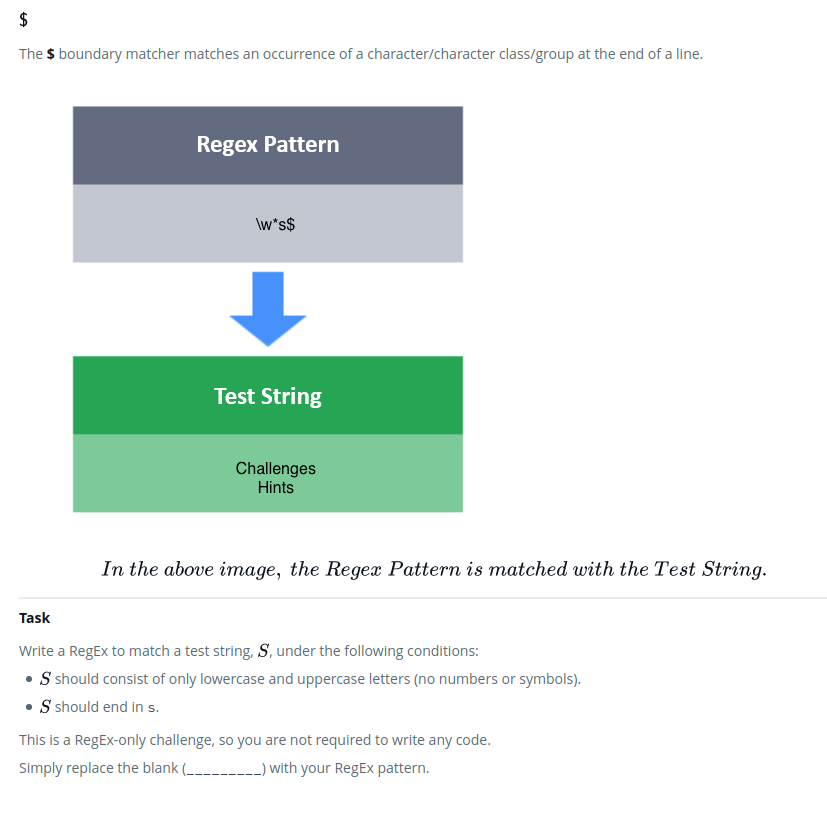 $
The $ boundary matcher matches an occurrence of a character/character class/group at the end of a line.
Regex Pattern
\w*s$
Test String
Challenges
Hints
In the above image, the Regex Pattern is matched with the Test String.
Task
Write a RegEx to match a test string, S, under the following conditions:
• S should consist of only lowercase and uppercase letters (no numbers or symbols).
• S should end in s.
This is a RegEx-only challenge, so you are not required to write any code.
Simply replace the blank (_________) with your RegEx pattern.